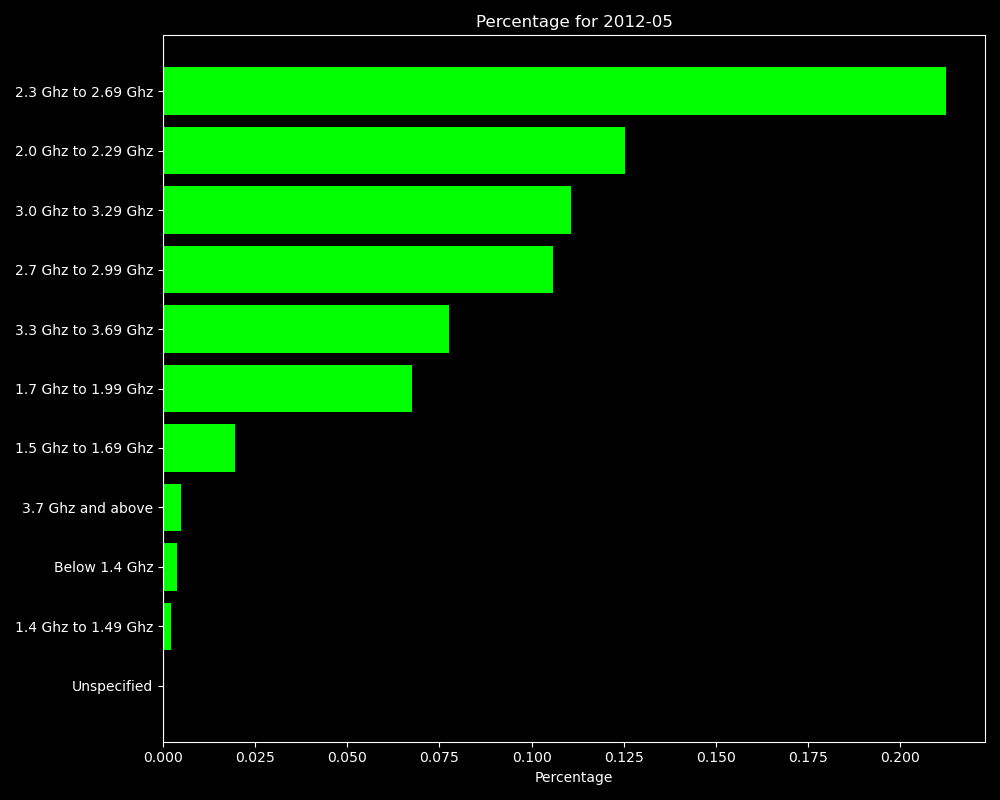 Percentage for 2012-05
2.3 Ghz to 2.69 Ghz
2.0 Ghz to 2.29 Ghz
3.0 Ghz to 3.29 Ghz
2.7 Ghz to 2.99 Ghz
3.3 Ghz to 3.69 Ghz
1.7 Ghz to 1.99 Ghz
1.5 Ghz to 1.69 Ghz
3.7 Ghz and above
Below 1.4 Ghz
1.4 Ghz to 1.49 Ghz
Unspecified
0.000 0.025 0.050 0.075 0.100 0.125 0.150 0.175 0.200
Percentage